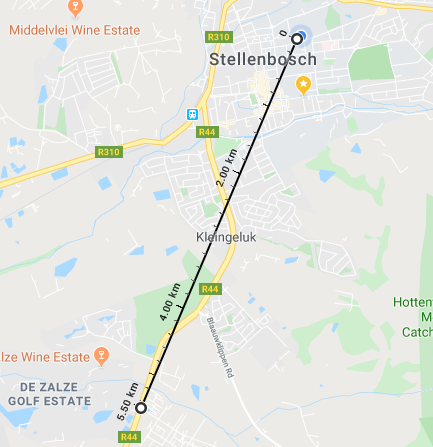 Middelvlei Wine Estate
R310
0
Stellenbosch
R44
R310
2.00 km
Kleingeluk
R44
4.00 km
Hottent
M
Catch
Blaauwklippen Rd
lze Wine Estate
DE ZALZE
GOLF ESTATE
5.50 km
R44